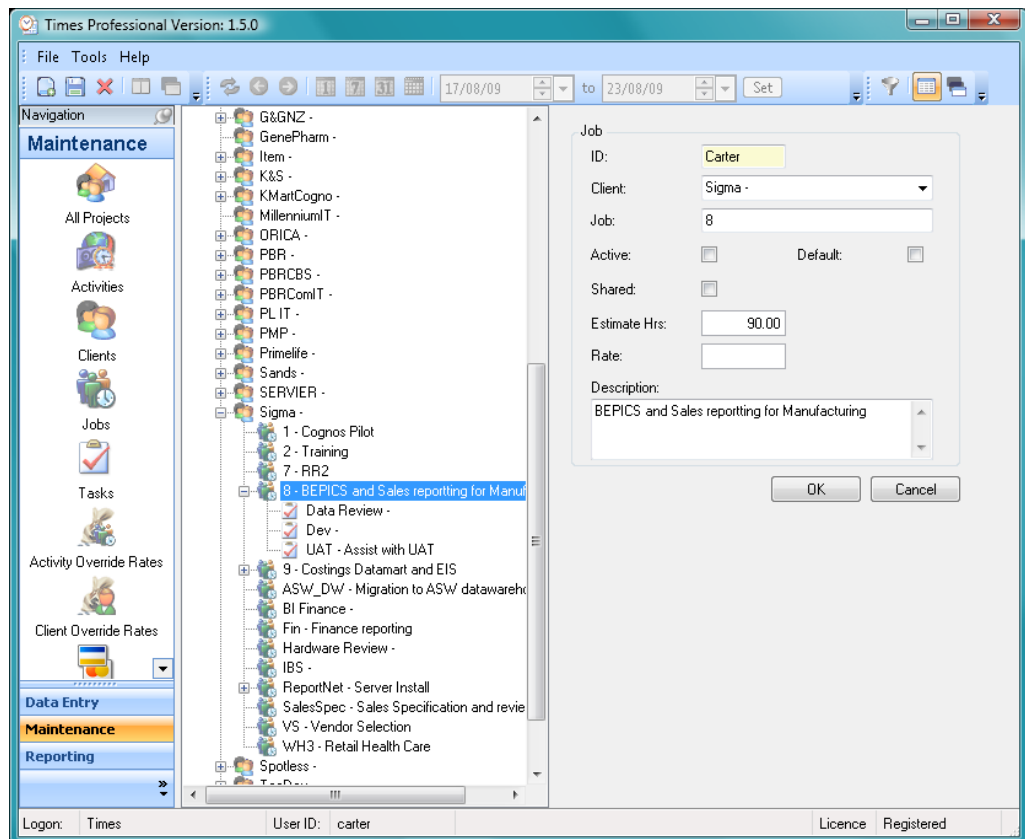 Times Professional Version: 1.5.0
File Tools Help
1 7 31 17/08/09 to 23/08/09 Set
Navigation
Maintenance
All Projects
Activities
Clients
Jobs
Tasks
Activity Override Rates
Client Override Rates
Data Entry
Maintenance
Reporting
G&GNZ -
GenePharm -
Item -
K&S -
KMartCogno -
MillenniumIT -
ORICA -
PBR -
PBRCBS -
PBRComIT -
PL IT -
PMP -
Primelife -
Sands -
SERVIER -
Sigma -
1 - Cognos Pilot
2 - Training
7 - RR2
8 - BEPICS and Sales reportting for Manuf
Data Review -
Dev -
UAT - Assist with UAT
9 - Costings Datamart and EIS
ASW_DW - Migration to ASW datawareho
BI Finance -
Fin - Finance reporting
Hardware Review -
IBS -
ReportNet - Server Install
SalesSpec - Sales Specification and revie
VS - Vendor Selection
WH3 - Retail Health Care
Spotless -
Job
ID: Carter
Client: Sigma -
Job: 8
Active: Default:
Shared:
Estimate Hrs: 90.00
Rate:
Description:
BEPICS and Sales reportting for Manufacturing
OK Cancel
Logon: Times User ID: carter Licence Registered